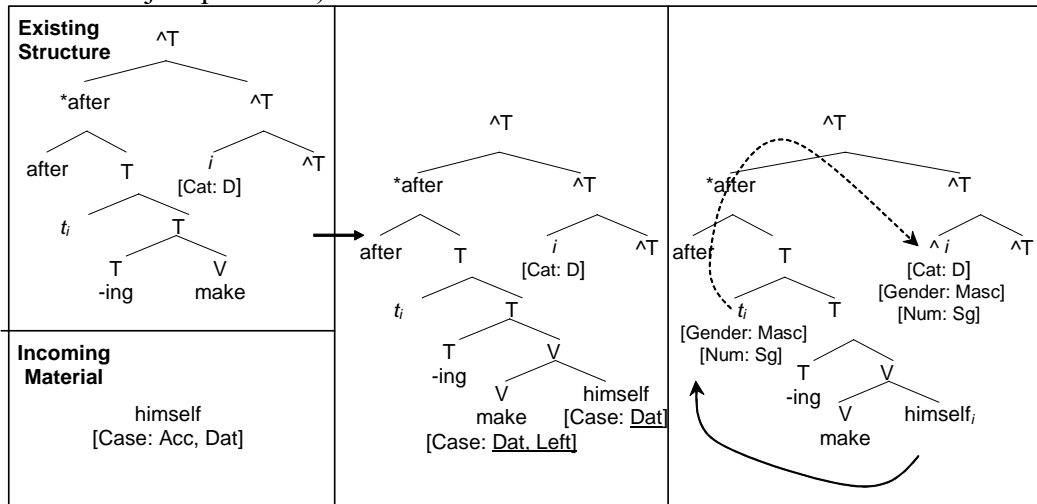 Existing
Structure
^T
*after
^T
after
T
i
^T
[Cat: D]
t_i
T
T
V
-ing
make
Incoming
Material
himself
[Case: Acc, Dat]
^T
*after
^T
after
T
i
^T
[Cat: D]
t_i
T
T
V
-ing
V
himself
make
[Case: Dat]
[Case: Dat, Left]
^T
*after
^T
after
T
^ i
^T
[Cat: D]
[Gender: Masc]
[Num: Sg]
t_i
T
[Gender: Masc]
[Num: Sg]
T
V
-ing
V
himself_i
make